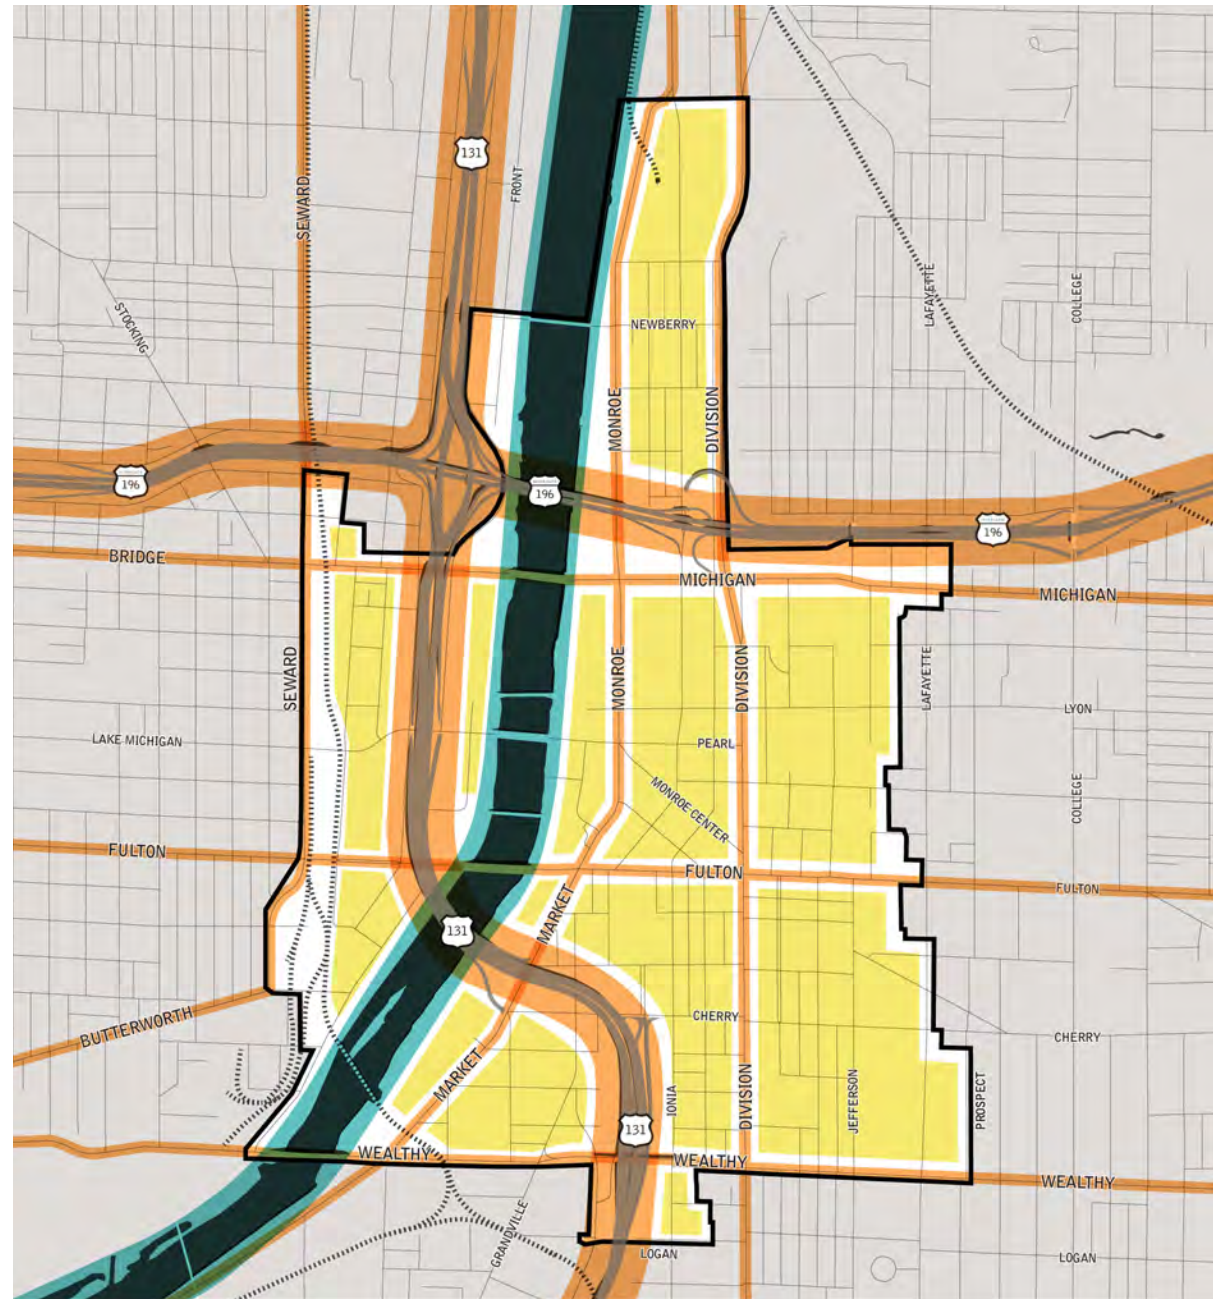 131
FRONT
SEWARD
LAFAYETTE
COLLEGE
STOCKING
NEWBERRY
MONROE
DIVISION
196
196
196
BRIDGE
MICHIGAN
MICHIGAN
SEWARD
MONROE
DIVISION
LAFAYETTE
LYON
LAKE MICHIGAN
PEARL
MONROE CENTER
COLLEGE
FULTON
FULTON
FULTON
MARKET
131
BUTTERWORTH
CHERRY
CHERRY
MARKET
IONIA
DIVISION
JEFFERSON
PROSPECT
131
WEALTHY
WEALTHY
WEALTHY
GRANDVILLE
LOGAN
LOGAN